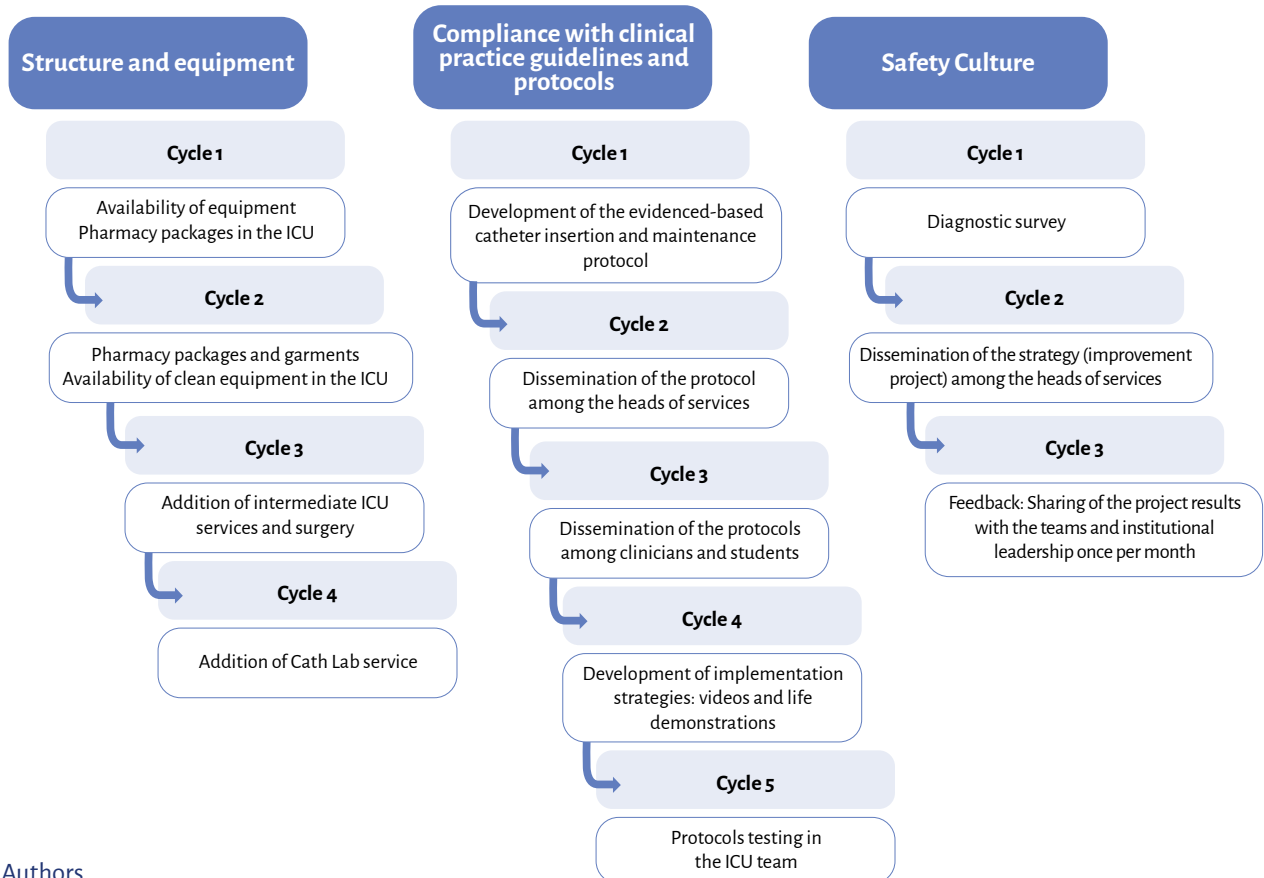 Structure and equipment
Cycle 1
Availability of equipment
Pharmacy packages in the ICU
Cycle 2
Pharmacy packages and garments
Availability of clean equipment in the ICU
Cycle 3
Addition of intermediate ICU
services and surgery
Cycle 4
Addition of Cath Lab service
Compliance with clinical
practice guidelines and
protocols
Cycle 1
Development of the evidenced-based
catheter insertion and maintenance
protocol
Cycle 2
Dissemination of the protocol
among the heads of services
Cycle 3
Dissemination of the protocols
among clinicians and students
Cycle 4
Development of implementation
strategies: videos and life
demonstrations
Cycle 5
Protocols testing in
the ICU team
Safety Culture
Cycle 1
Diagnostic survey
Cycle 2
Dissemination of the strategy (improvement
project) among the heads of services
Cycle 3
Feedback: Sharing of the project results
with the teams and institutional
leadership once per month
Authors